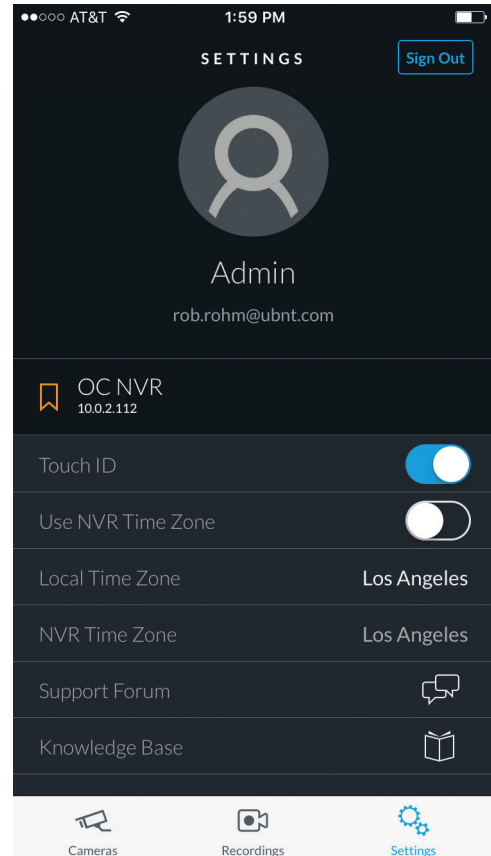 AT&T 1:59 PM
SETTINGS Sign Out
Admin
rob.rohm@ubnt.com
OC NVR
10.0.2.112
Touch ID
Use NVR Time Zone
Local Time Zone Los Angeles
NVR Time Zone Los Angeles
Support Forum
Knowledge Base
Cameras Recordings Settings